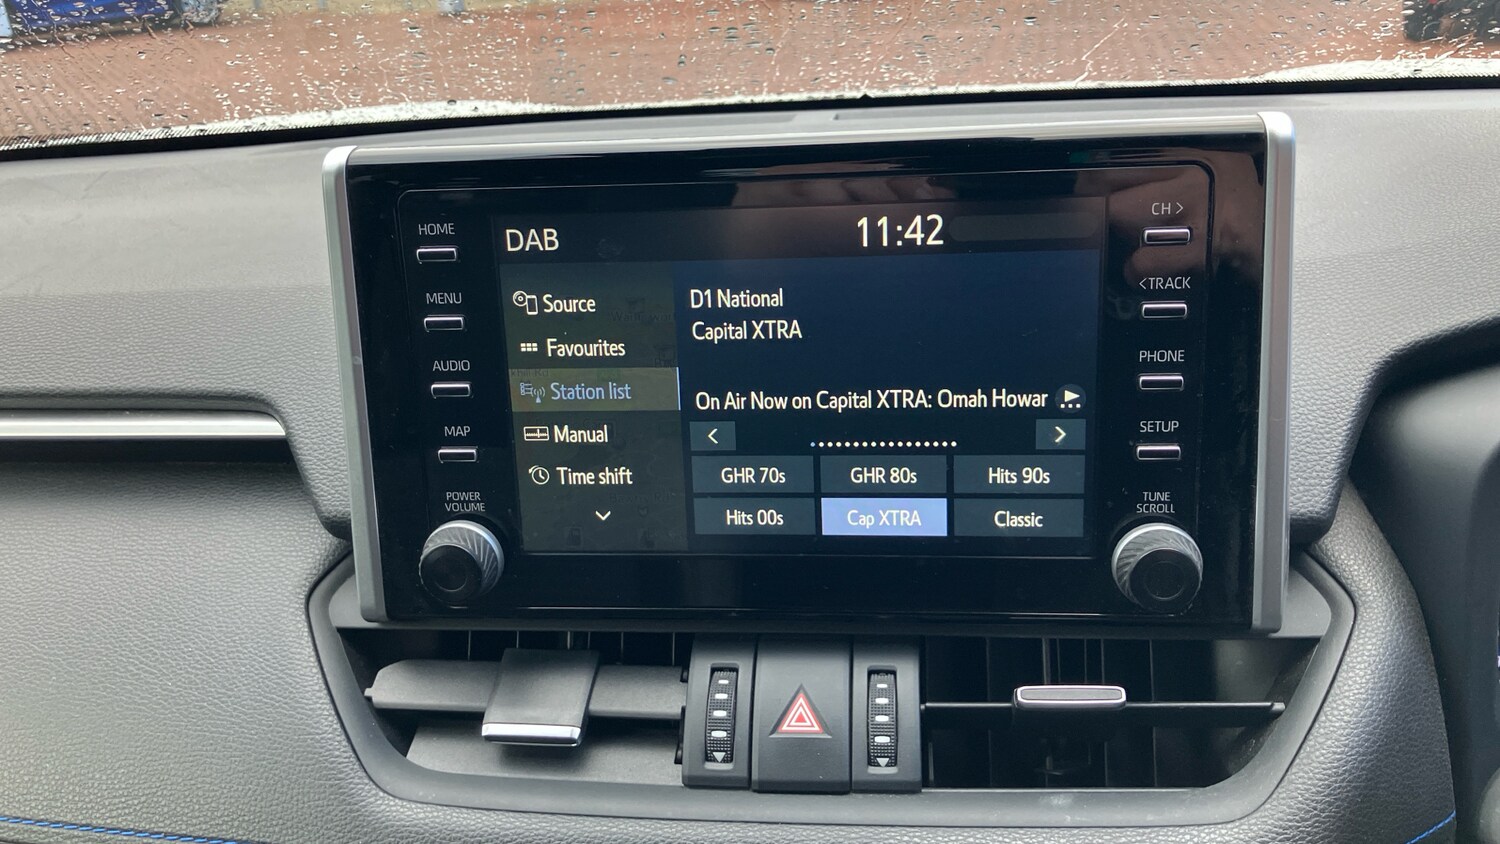 HOME
MENU
AUDIO
MAP
POWER
VOLUME
DAB
11:42
Source
Favourites
Station list
Manual
Time shift
D1 National
Capital XTRA
On Air Now on Capital XTRA: Omah Howar
GHR 70s
GHR 80s
Hits 90s
Hits 00s
Cap XTRA
Classic
CH >
<TRACK
PHONE
SETUP
TUNE
SCROLL